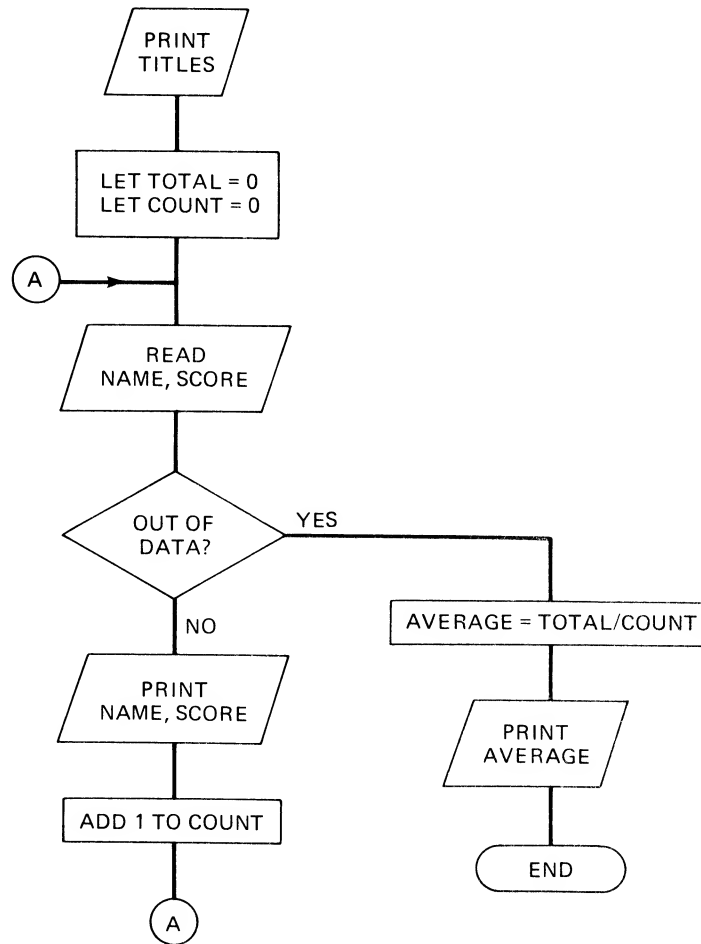 PRINT
TITLES
LET TOTAL = 0
LET COUNT = 0
A
READ
NAME, SCORE
OUT OF
DATA?
YES
NO
PRINT
NAME, SCORE
ADD 1 TO COUNT
A
AVERAGE = TOTAL/COUNT
PRINT
AVERAGE
END